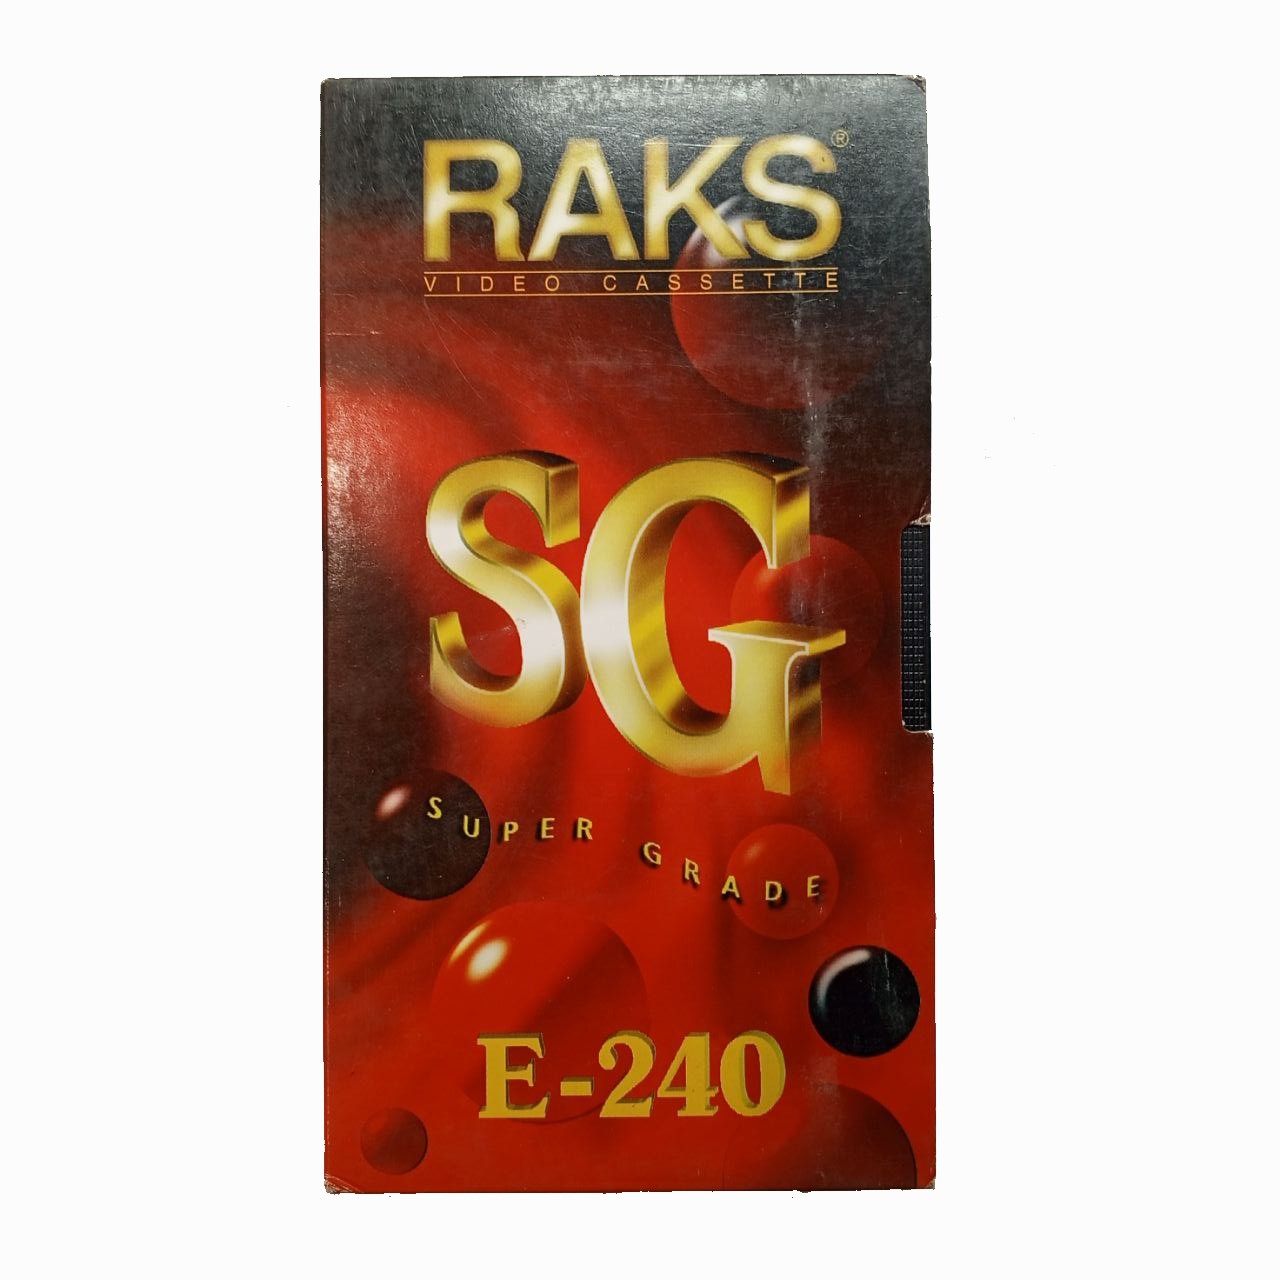 RAKS®
VIDEO CASSETTE
SG
SUPER GRADE
E-240